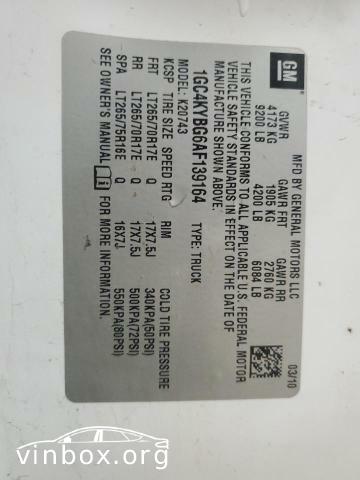 GM
MFD BY GENERAL MOTORS LLC
03/10
GVWR GAWR FRT GAWR RR
4173 KG 1905 KG 2760 KG
9200 LB 4200 LB 6084 LB
THIS VEHICLE CONFORMS TO ALL APPLICABLE U.S. FEDERAL MOTOR
VEHICLE SAFETY STANDARDS IN EFFECT ON THE DATE OF
MANUFACTURE SHOWN ABOVE.
1GC4KYBG6AF139164 TYPE: TRUCK
MODEL: K20743
KCSP TIRE SIZE SPEED RTG RIM COLD TIRE PRESSURE
FRT LT265/70R17E Q 17X7.5J 340KPA(50PSI)
RR LT265/70R17E Q 17X7.5J 500KPA(72PSI)
SPA LT265/75R16E Q 16X7J 550KPA(80PSI)
SEE OWNER'S MANUAL FOR MORE INFORMATION.
vinbox.org